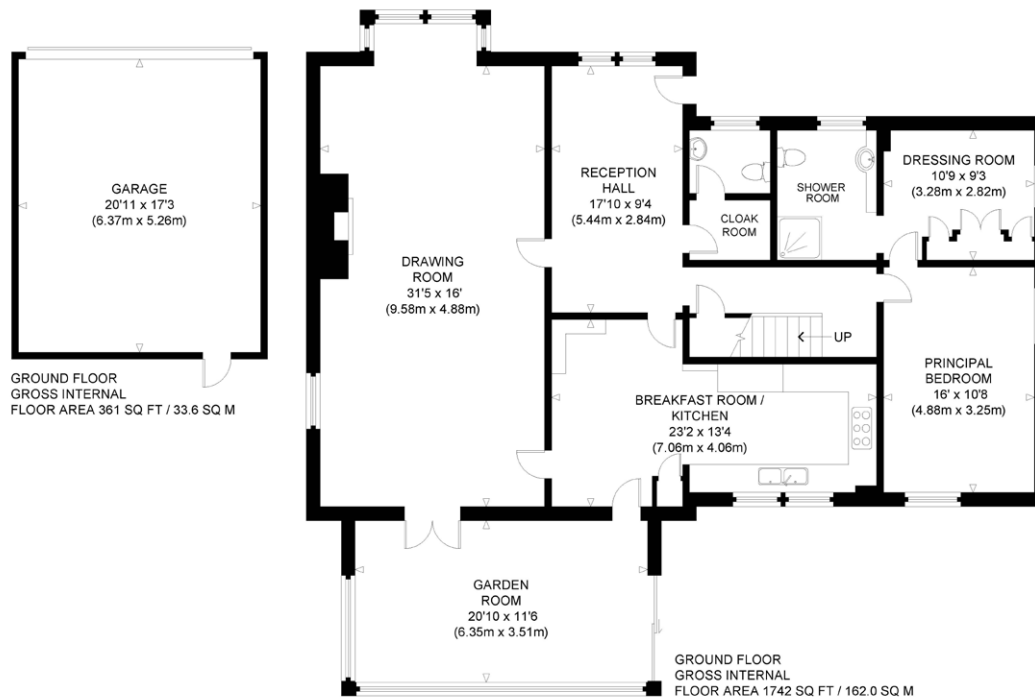 GARAGE
20'11 x 17'3
(6.37m x 5.26m)
GROUND FLOOR
GROSS INTERNAL
FLOOR AREA 361 SQ FT / 33.6 SQ M
DRAWING
ROOM
31'5 x 16'
(9.58m x 4.88m)
RECEPTION
HALL
17'10 x 9'4
(5.44m x 2.84m)
CLOAK
ROOM
SHOWER
ROOM
DRESSING ROOM
10'9 x 9'3
(3.28m x 2.82m)
UP
PRINCIPAL
BEDROOM
16' x 10'8
(4.88m x 3.25m)
BREAKFAST ROOM /
KITCHEN
23'2 x 13'4
(7.06m x 4.06m)
GARDEN
ROOM
20'10 x 11'6
(6.35m x 3.51m)
GROUND FLOOR
GROSS INTERNAL
FLOOR AREA 1742 SQ FT / 162.0 SQ M